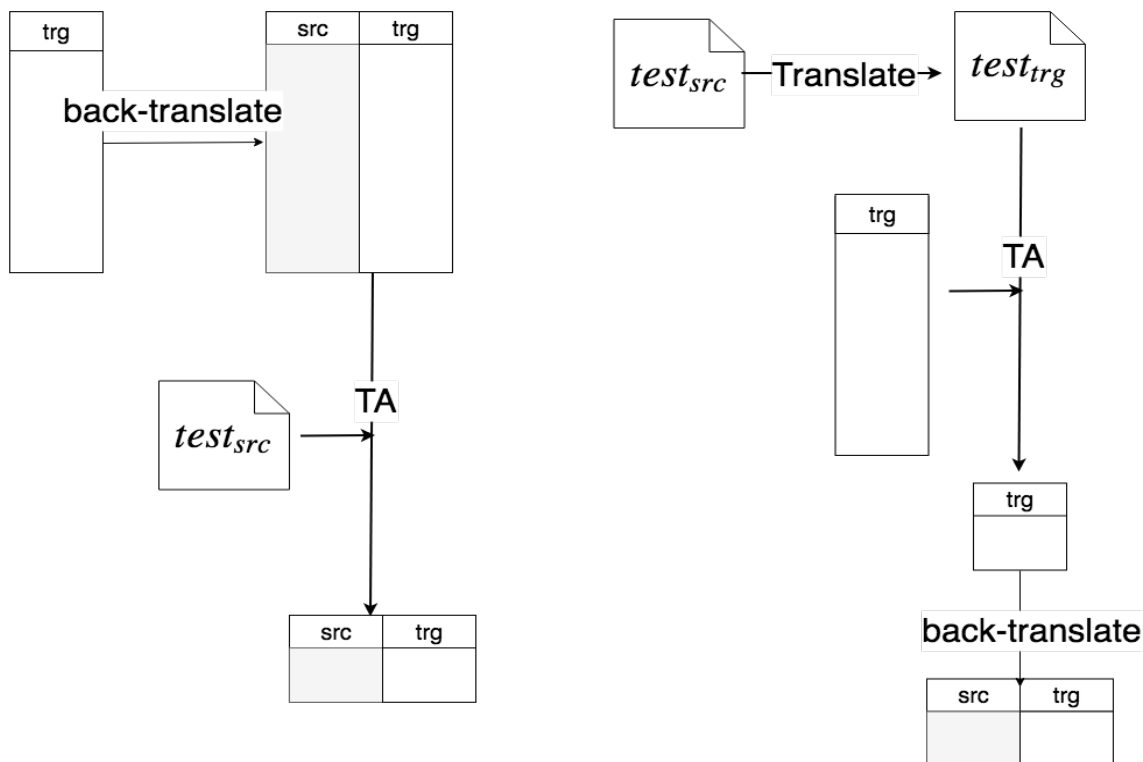 trg
back-translate
src trg
test_src
TA
src trg
test_src Translate test_trg
trg
TA
trg
back-translate
src trg